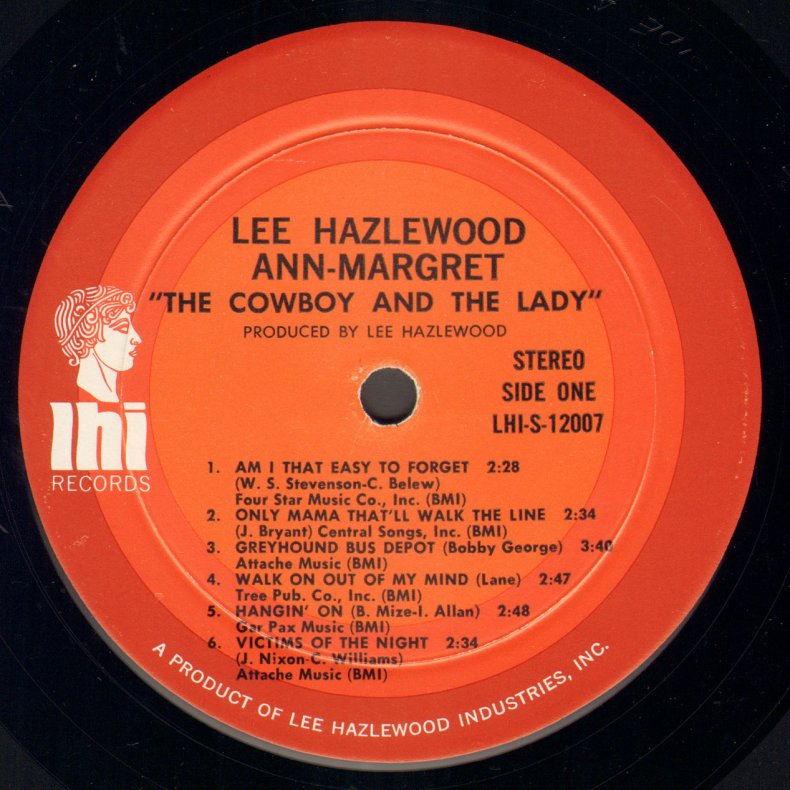 LEE HAZLEWOOD
ANN-MARGRET
"THE COWBOY AND THE LADY"
PRODUCED BY LEE HAZLEWOOD
STEREO
SIDE ONE
LHI-S-12007
lhi
RECORDS
1. AM I THAT EASY TO FORGET 2:28
(W. S. Stevenson-C. Belew)
Four Star Music Co., Inc. (BMI)
2. ONLY MAMA THAT'LL WALK THE LINE 2:34
(J. Bryant) Central Songs, Inc. (BMI)
3. GREYHOUND BUS DEPOT (Bobby George) 3:40
Attache Music (BMI)
4. WALK ON OUT OF MY MIND (Lane) 2:47
Tree Pub. Co., Inc. (BMI)
5. HANGIN' ON (B. Mize-I. Allan) 2:48
Gar Pax Music (BMI)
6. VICTIMS OF THE NIGHT 2:34
(J. Nixon-C. Williams)
Attache Music (BMI)
A PRODUCT OF LEE HAZLEWOOD INDUSTRIES, INC.
SIDE